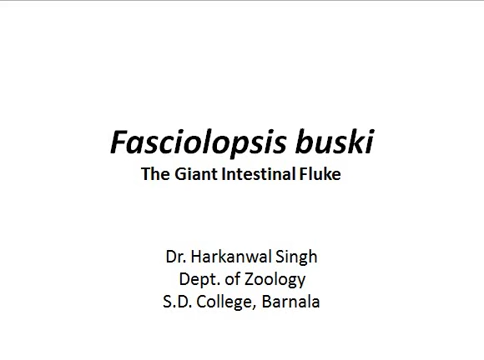 Fasciolopsis buski
The Giant Intestinal Fluke
Dr. Harkanwal Singh
Dept. of Zoology
S.D. College, Barnala